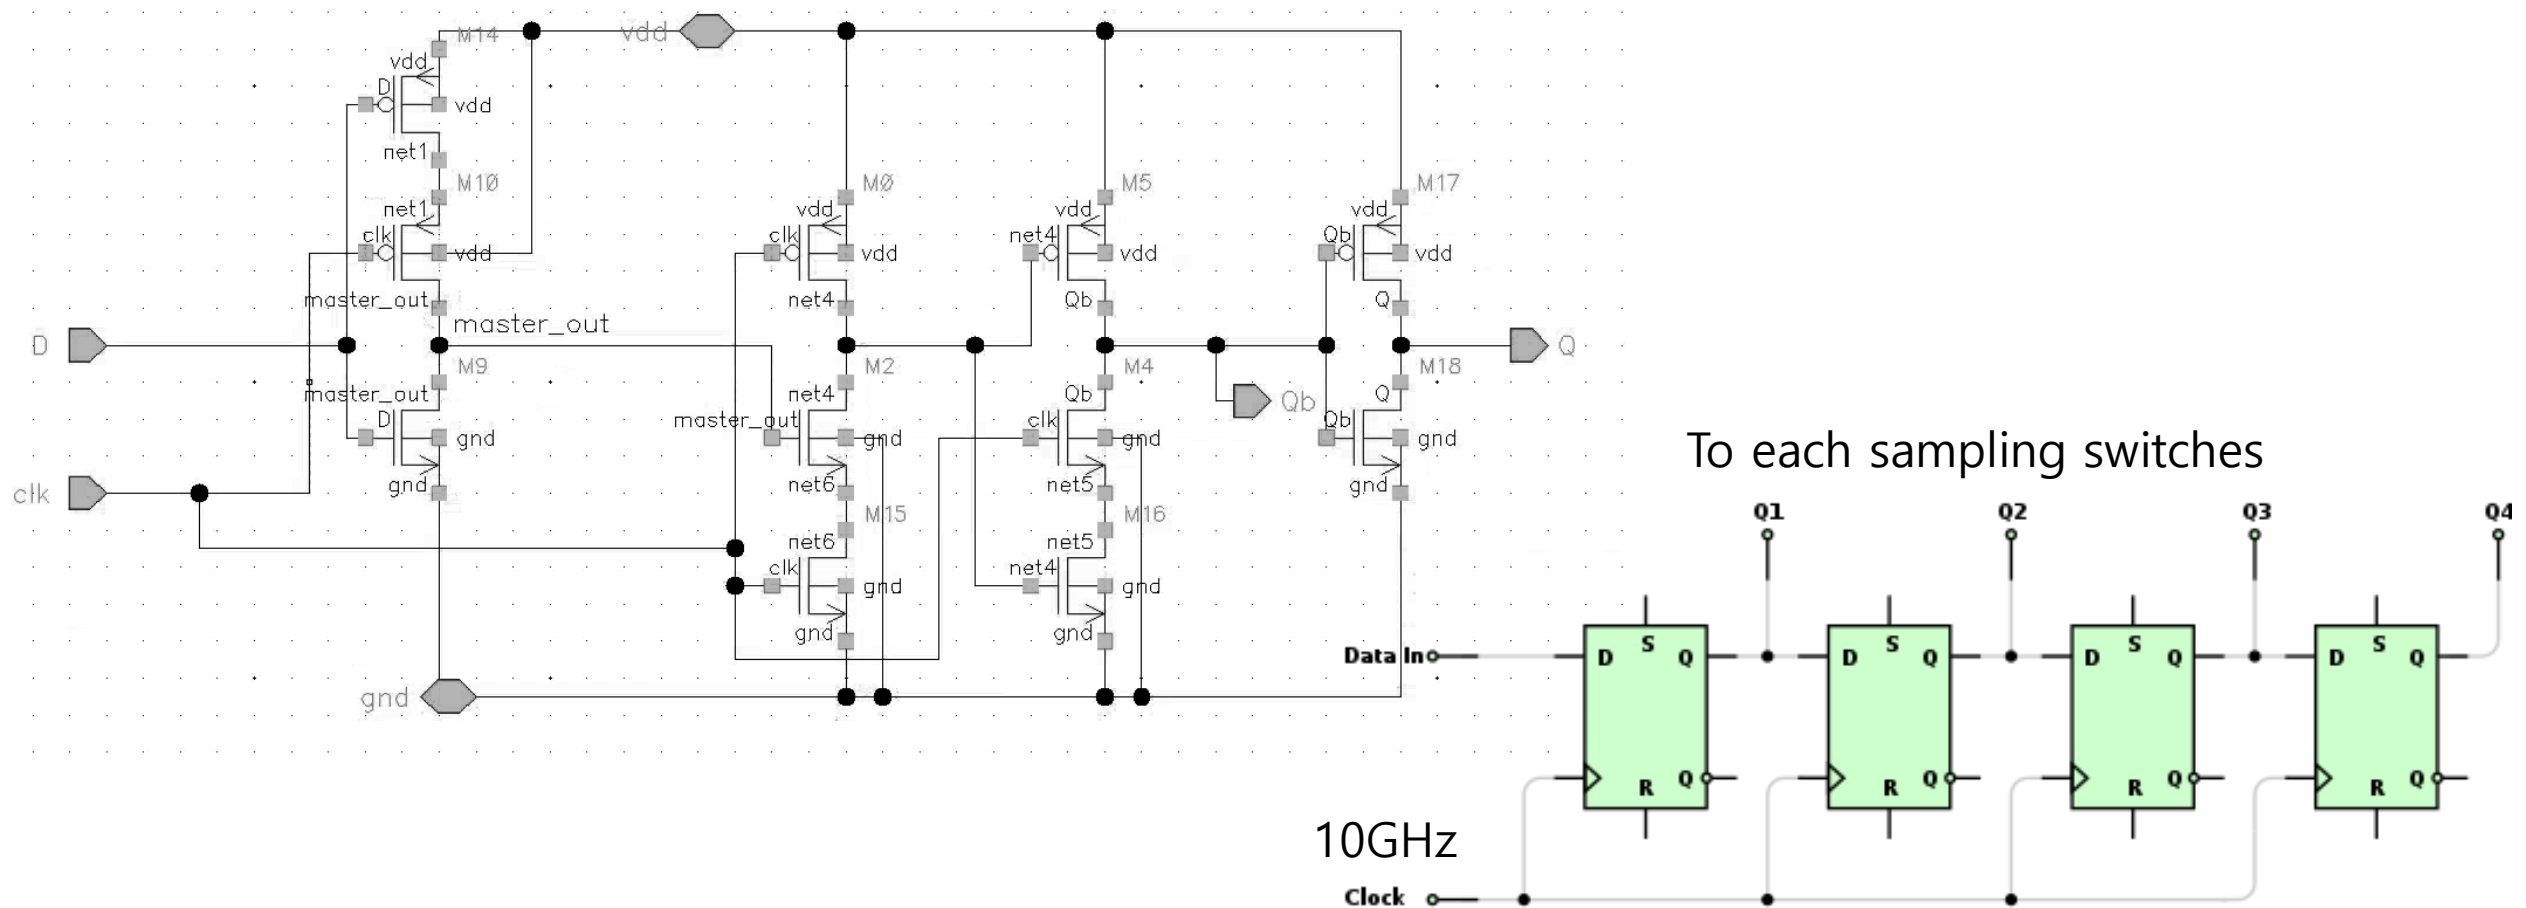 vdd
M14
vdd
D
vdd
net1
M10
M0
M5
M17
net1
vdd
vdd
vdd
clk
clk
net4
Qb
vdd
vdd
vdd
vdd
master_out
net4
Qb
Q
master_out
D
Q
M9
M2
M4
M18
master_out
net4
Qb
Q
Qb
D
master_out
clk
Qb
gnd
gnd
gnd
gnd
gnd
net6
net5
gnd
clk
M15
M16
net6
net5
clk
net4
gnd
gnd
gnd
gnd
gnd
To each sampling switches
Q1
Q2
Q3
Q4
Data In
D S Q
D S Q
D S Q
D S Q
R Q
R Q
R Q
R Q
10GHz
Clock